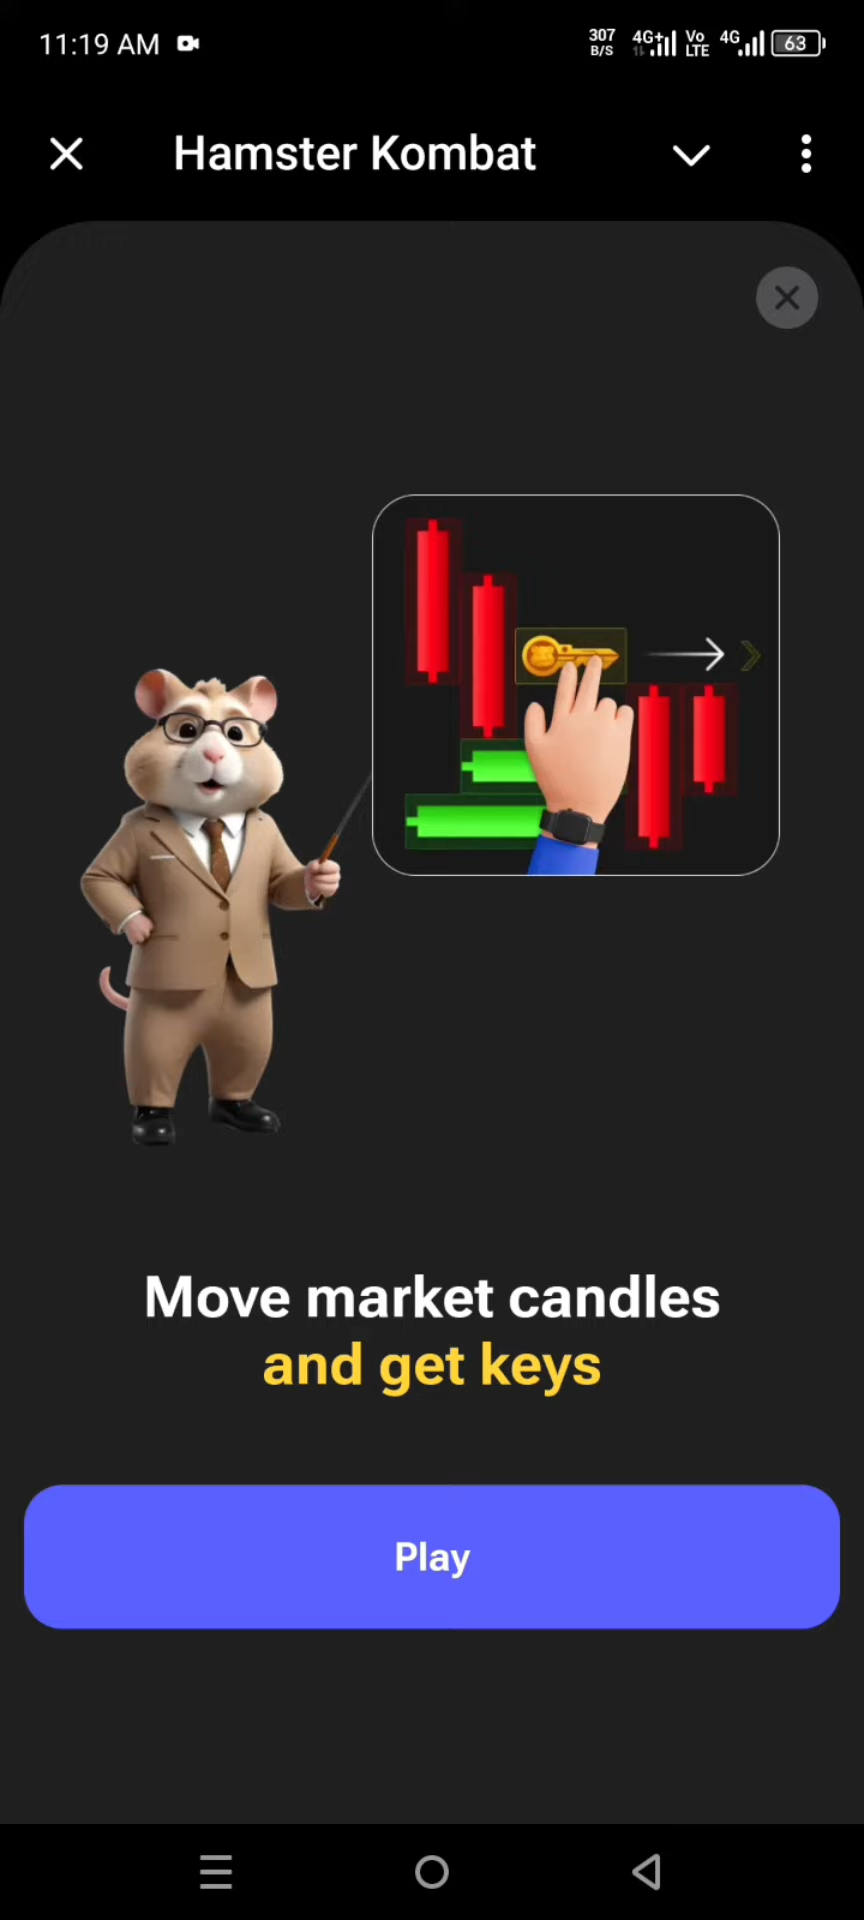 11:19 AM 307 B/S 4G+ Vo LTE 4G 63
Hamster Kombat
Move market candles
and get keys
Play